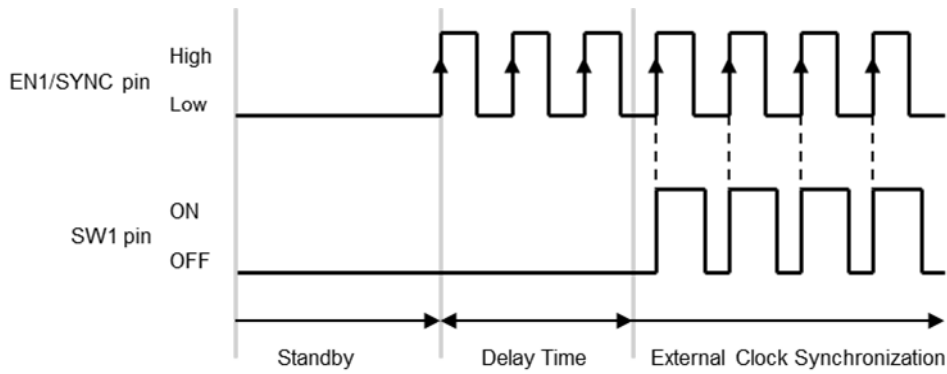 High
EN1/SYNC pin
Low
ON
SW1 pin
OFF
Standby
Delay Time
External Clock Synchronization